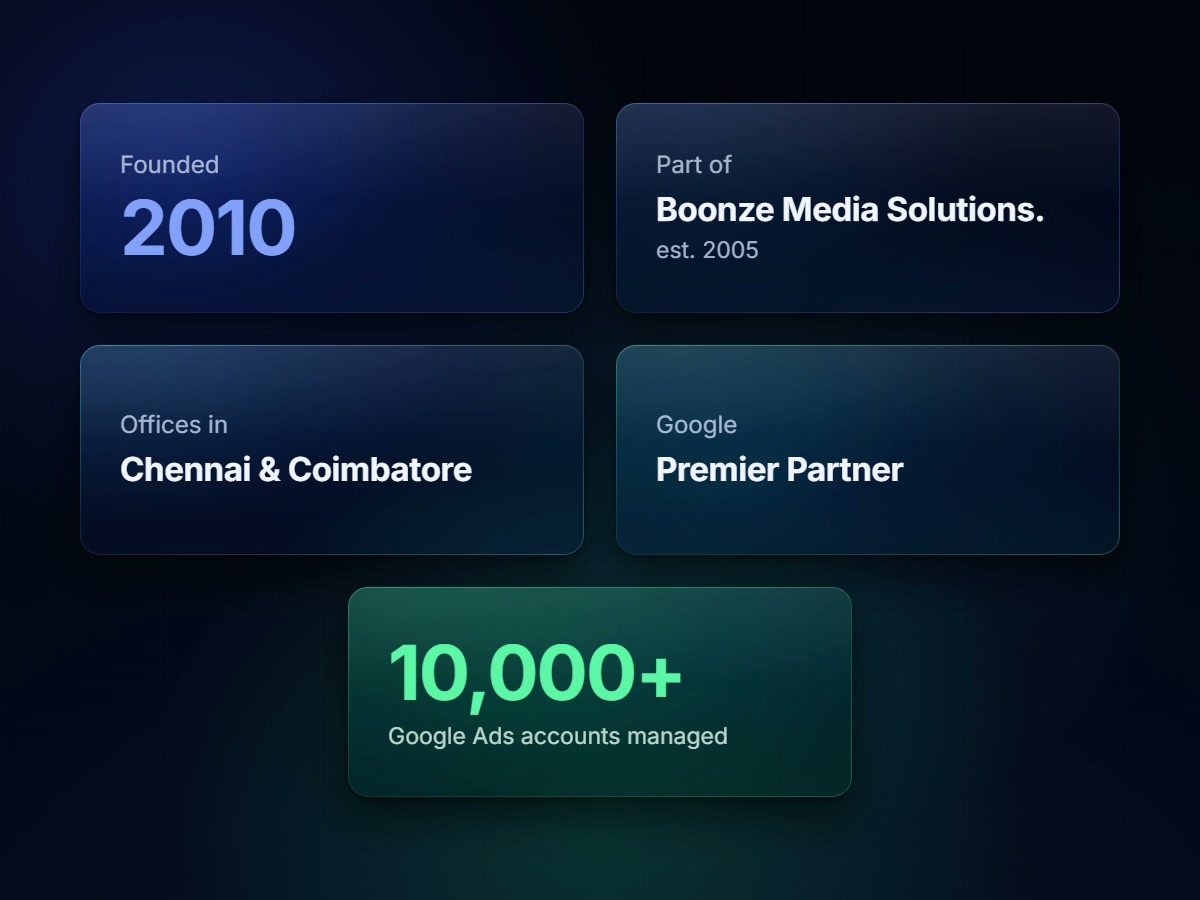 Founded
2010
Part of
Boonze Media Solutions.
est. 2005
Offices in
Chennai & Coimbatore
Google
Premier Partner
10,000+
Google Ads accounts managed